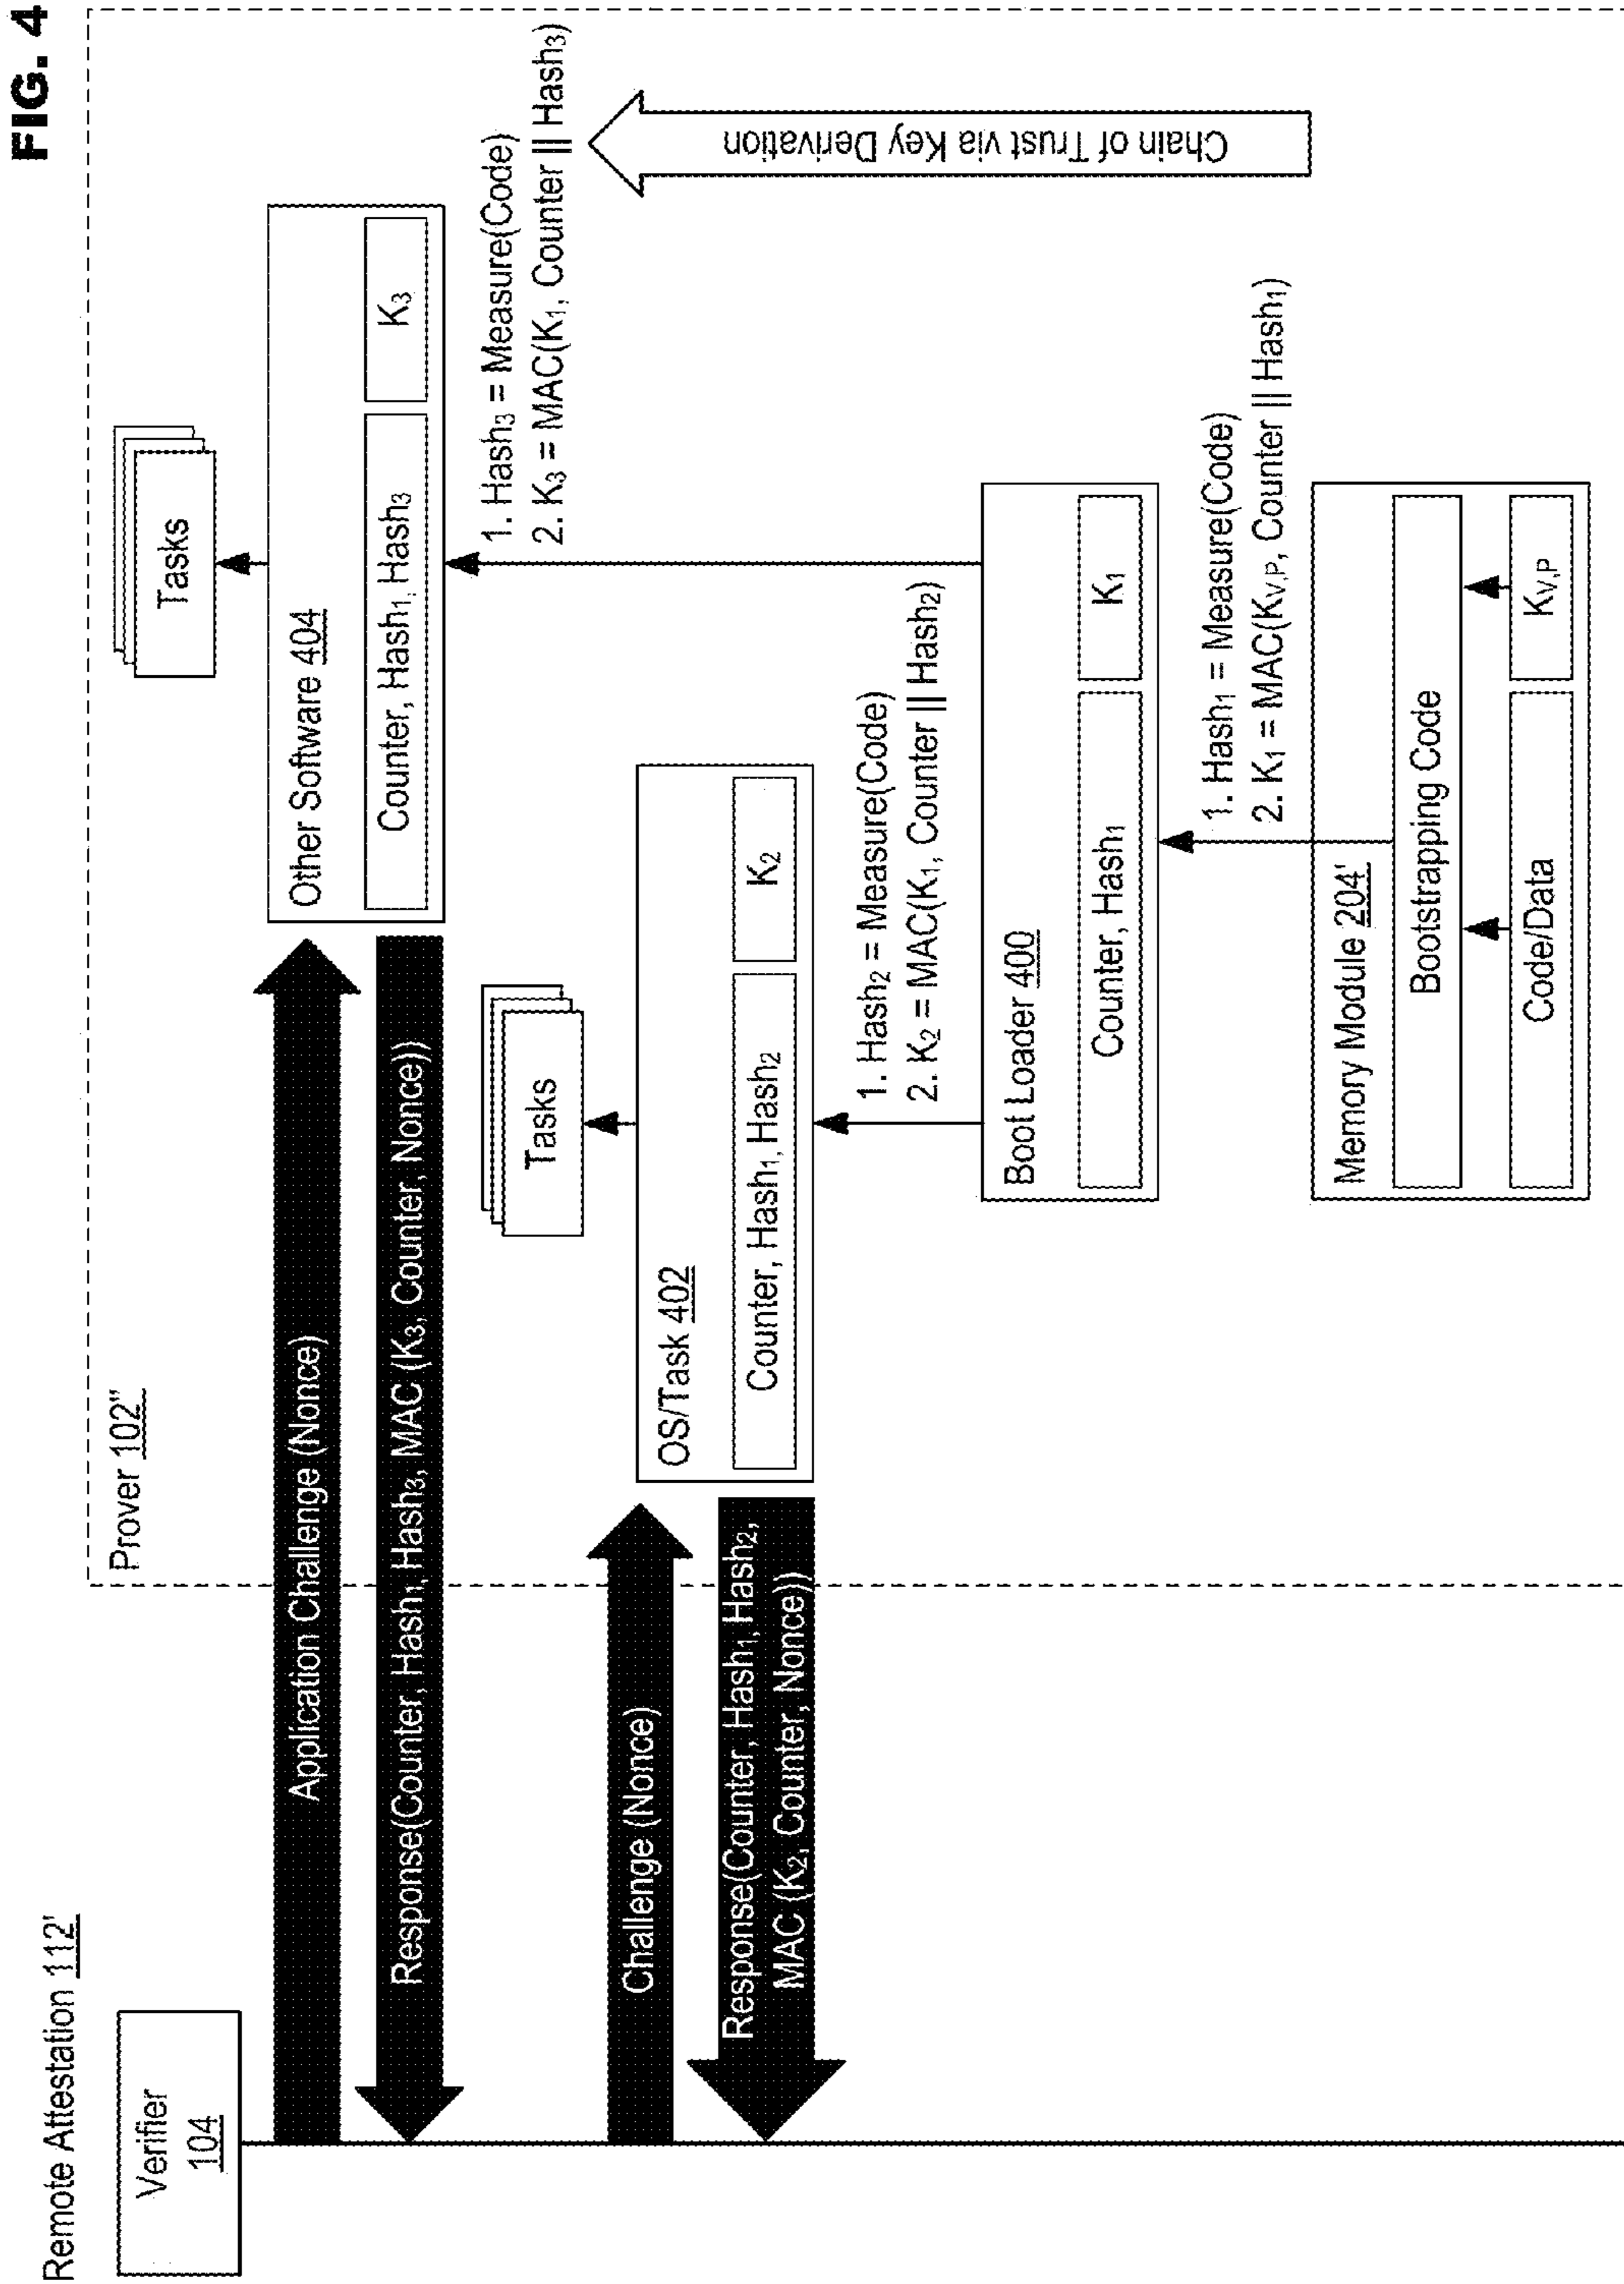 FIG. 4
Remote Attestation 112'
Verifier
104
Prover 102"
Application Challenge (Nonce)
Response(Counter, Hash₁, Hash₃, MAC (K₃, Counter, Nonce))
Challenge (Nonce)
Response(Counter, Hash₁, Hash₂,
MAC (K₂, Counter, Nonce))
Tasks
Other Software 404
Counter, Hash₁, Hash₃
K₃
1. Hash₃ = Measure(Code)
2. K₃ = MAC(K₁, Counter || Hash₃)
Tasks
OS/Task 402
Counter, Hash₁, Hash₂
K₂
1. Hash₂ = Measure(Code)
2. K₂ = MAC(K₁, Counter || Hash₂)
Chain of Trust via Key Derivation
Boot Loader 400
Counter, Hash₁
K₁
1. Hash₁ = Measure(Code)
2. K₁ = MAC(Kᵥ,ₚ, Counter || Hash₁)
Memory Module 204'
Bootstrapping Code
Code/Data
Kᵥ,ₚ